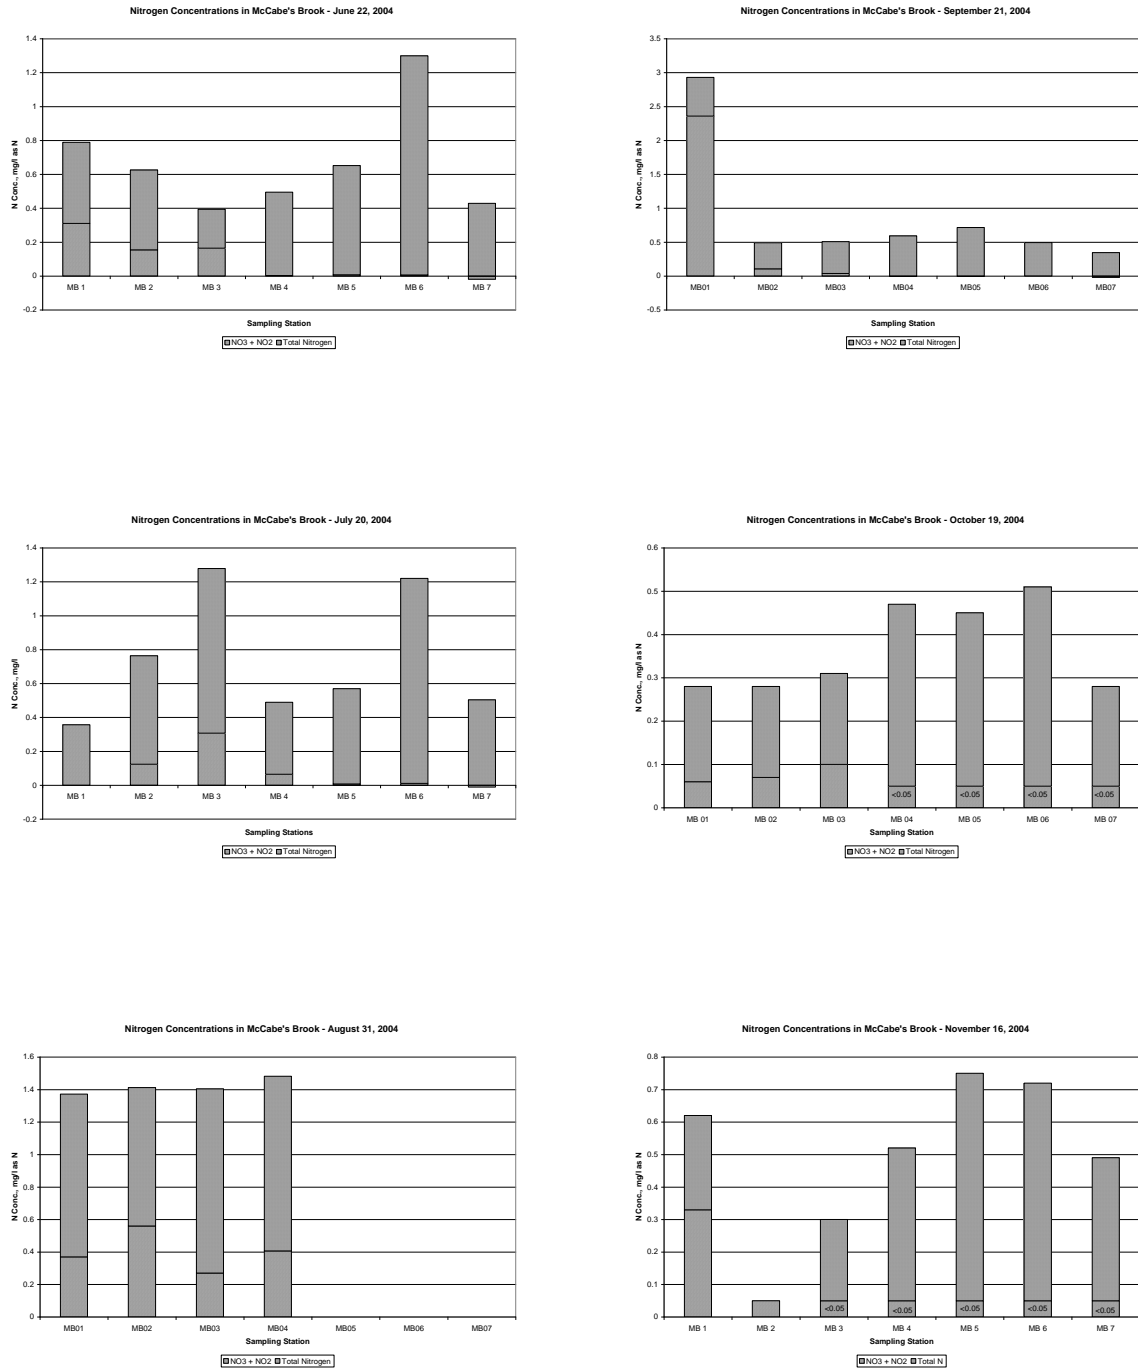 Nitrogen Concentrations in McCabe's Brook - June 22, 2004
1.4
1.2
1
0.8
0.6
0.4
0.2
0
-0.2
N Conc., mg/l as N
MB 1 MB 2 MB 3 MB 4 MB 5 MB 6 MB 7
Sampling Station
NO3 + NO2 Total Nitrogen
Nitrogen Concentrations in McCabe's Brook - September 21, 2004
3.5
3
2.5
2
1.5
1
0.5
0
-0.5
N Conc., mg/l as N
MB01 MB02 MB03 MB04 MB05 MB06 MB07
Sampling Station
NO3 + NO2 Total Nitrogen
Nitrogen Concentrations in McCabe's Brook - July 20, 2004
1.4
1.2
1
0.8
0.6
0.4
0.2
0
-0.2
N Conc., mg/l
MB 1 MB 2 MB 3 MB 4 MB 5 MB 6 MB 7
Sampling Stations
NO3 + NO2 Total Nitrogen
Nitrogen Concentrations in McCabe's Brook - October 19, 2004
0.6
0.5
0.4
0.3
0.2
0.1
0
N Conc., mg/l as N
<0.05 <0.05 <0.05 <0.05
MB 01 MB 02 MB 03 MB 04 MB 05 MB 06 MB 07
Sampling Station
NO3 + NO2 Total Nitrogen
Nitrogen Concentrations in McCabe's Brook - August 31, 2004
1.6
1.4
1.2
1
0.8
0.6
0.4
0.2
0
N Conc., mg/l as N
MB01 MB02 MB03 MB04 MB05 MB06 MB07
Sampling Station
NO3 + NO2 Total Nitrogen
Nitrogen Concentrations in McCabe's Brook - November 16, 2004
0.8
0.7
0.6
0.5
0.4
0.3
0.2
0.1
0
N Conc., mg/l as N
<0.05 <0.05 <0.05 <0.05 <0.05
MB 1 MB 2 MB 3 MB 4 MB 5 MB 6 MB 7
Sampling Station
NO3 + NO2 Total N